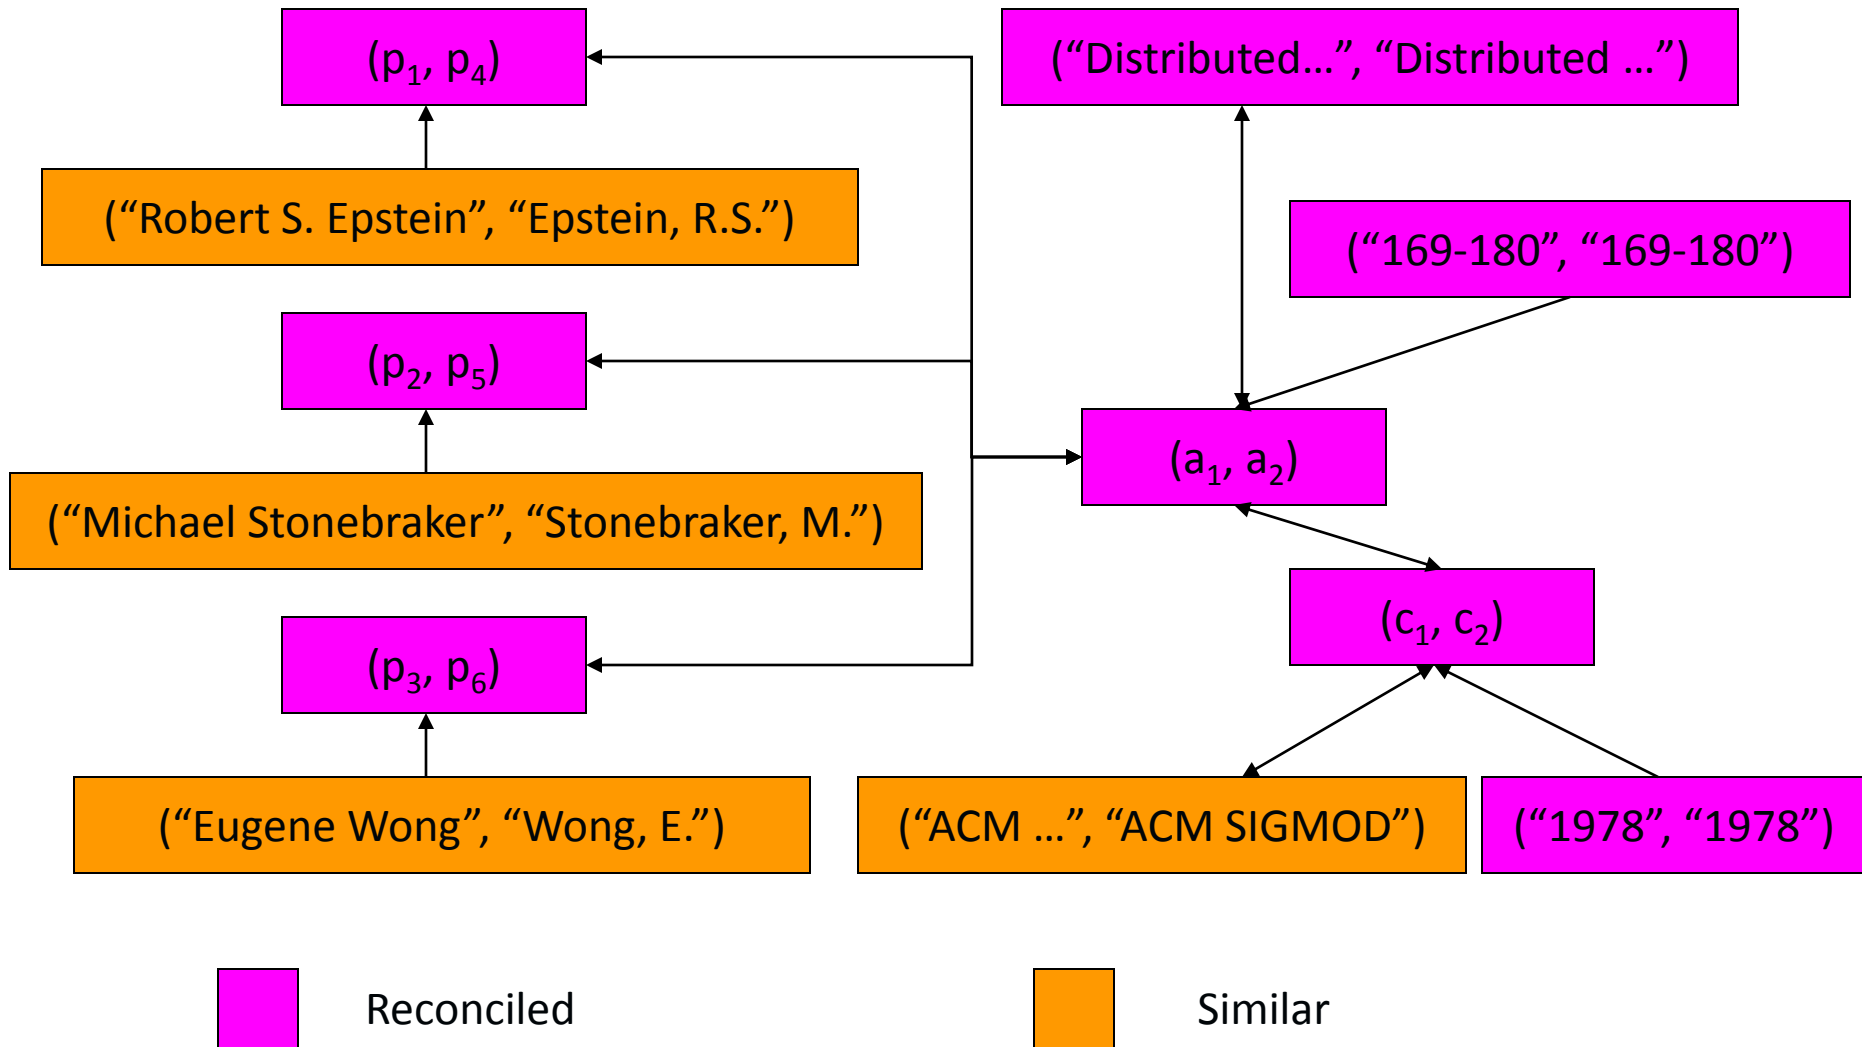 (p₁, p₄)
(“Distributed…”, “Distributed …”)
(“Robert S. Epstein”, “Epstein, R.S.”)
(“169-180”, “169-180”)
(p₂, p₅)
(a₁, a₂)
(“Michael Stonebraker”, “Stonebraker, M.”)
(c₁, c₂)
(p₃, p₆)
(“Eugene Wong”, “Wong, E.”)
(“ACM …”, “ACM SIGMOD”)
(“1978”, “1978”)
Reconciled
Similar